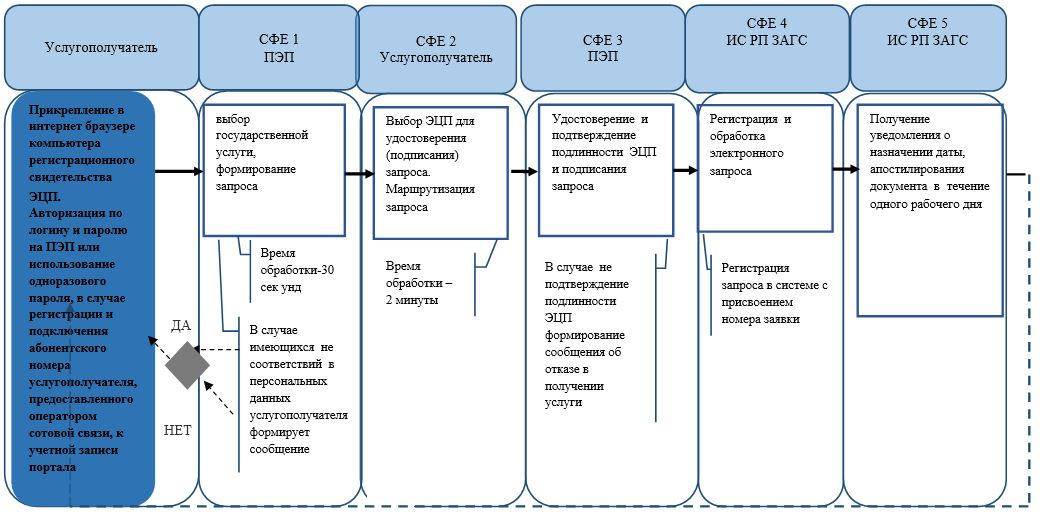 Услугополучатель
СФЕ 1
ПЭП
СФЕ 2
Услугополучатель
СФЕ 3
ПЭП
СФЕ 4
ИС РП ЗАГС
СФЕ 5
ИС РП ЗАГС
Прикрепление в
интернет браузере
компьютера
регистрационного
свидетельства
ЭЦП.
Авторизация по
логину и паролю
на ПЭП или
использование
одноразового
пароля, в случае
регистрации и
подключения
абонентского
номера
услугополучателя,
предоставленного
оператором
сотовой связи, к
учетной записи
портала
ДА
НЕТ
выбор
государственной
услуги,
формирование
запроса
Время
обработки-30
сек унд
В случае
имеющихся не
соответствий в
персональных
данных
услугополучателя
формирует
сообщение
Выбор ЭЦП для
удостоверения
(подписания)
запроса.
Маршрутизация
запроса
Время
обработки –
2 минуты
Удостоверение и
подтверждение
подлинности ЭЦП
и подписания
запроса
В случае не
подтверждение
подлинности
ЭЦП
формирование
сообщения об
отказе в
получении
услуги
Регистрация и
обработка
электронного
запроса
Регистрация
запроса в системе с
присвоением
номера заявки
Получение
уведомления о
назначении даты,
апостилирования
документа в течение
одного рабочего дня